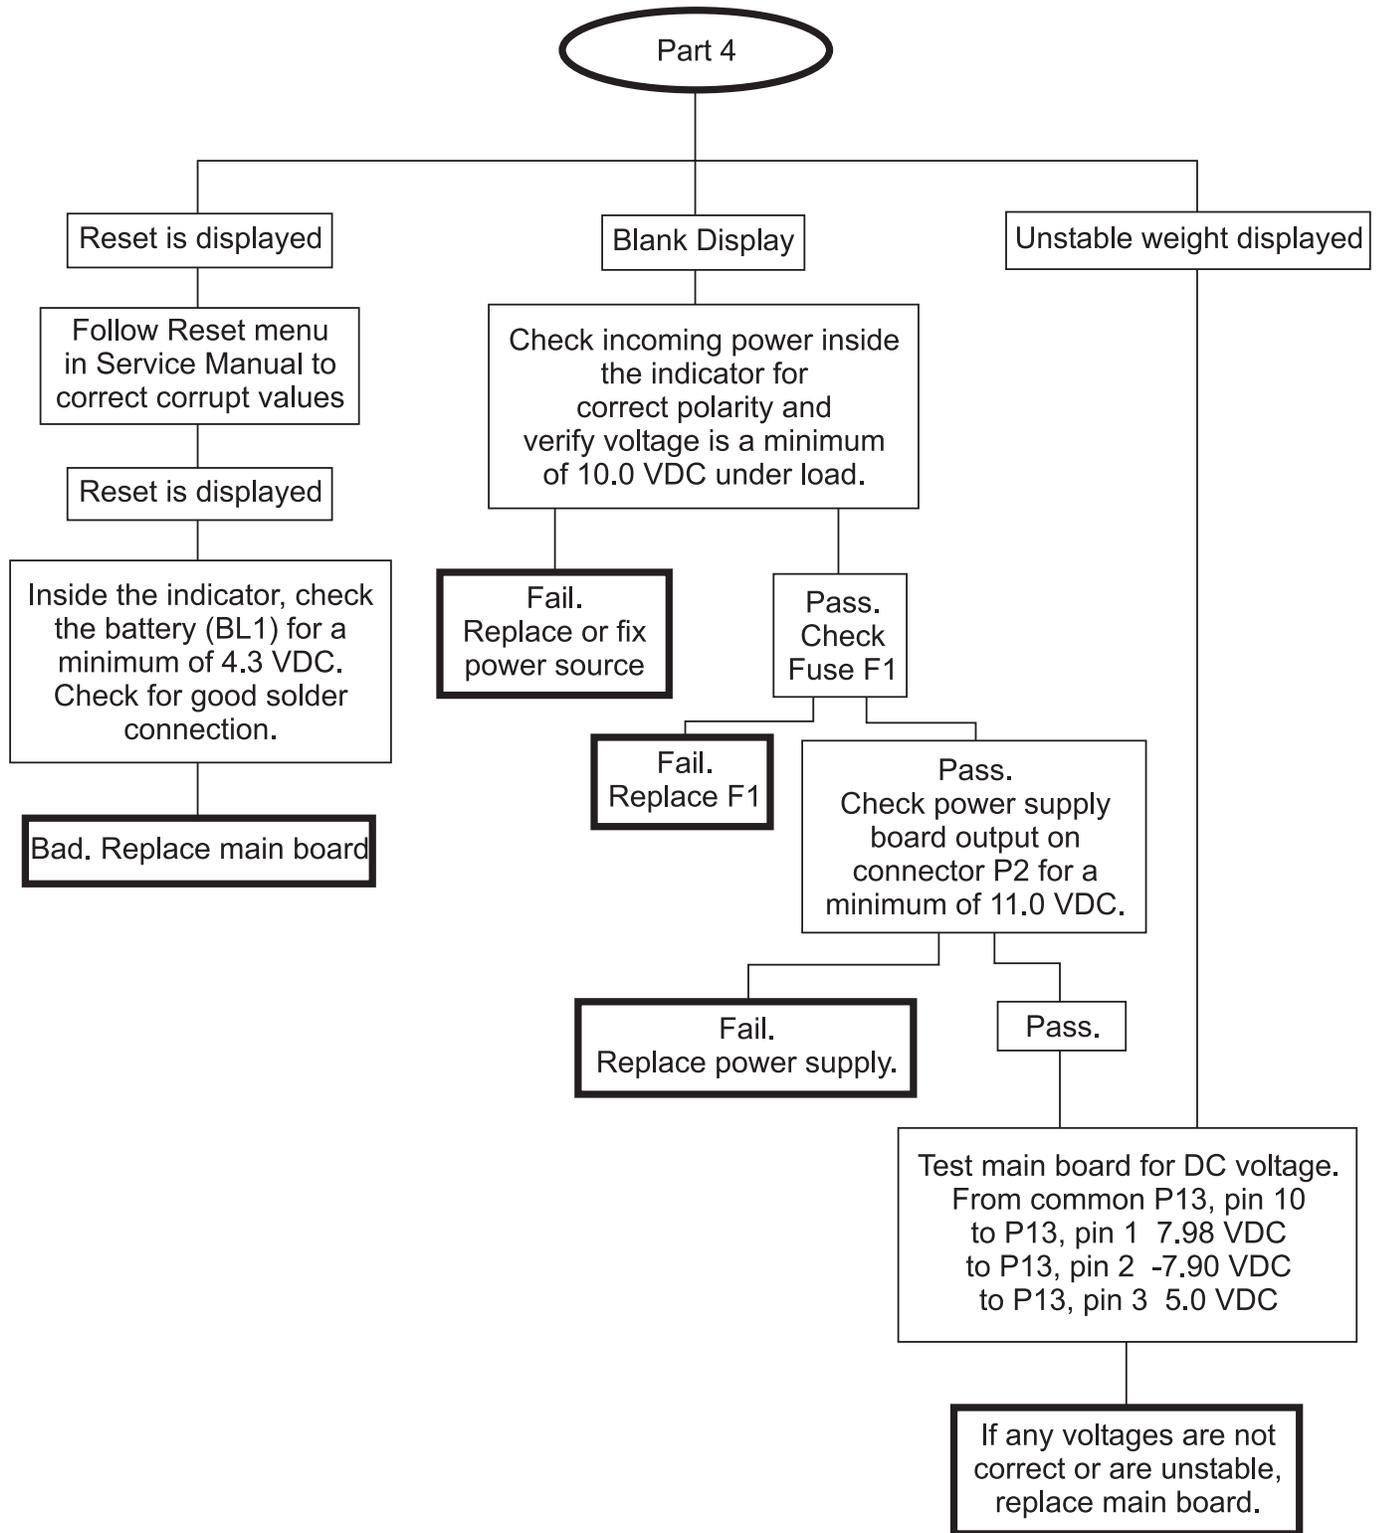 Part 4
Reset is displayed
Follow Reset menu
in Service Manual to
correct corrupt values
Reset is displayed
Inside the indicator, check
the battery (BL1) for a
minimum of 4.3 VDC.
Check for good solder
connection.
Bad. Replace main board
Blank Display
Check incoming power inside
the indicator for
correct polarity and
verify voltage is a minimum
of 10.0 VDC under load.
Fail.
Replace or fix
power source
Pass.
Check
Fuse F1
Fail.
Replace F1
Pass.
Check power supply
board output on
connector P2 for a
minimum of 11.0 VDC.
Fail.
Replace power supply.
Pass.
Unstable weight displayed
Test main board for DC voltage.
From common P13, pin 10
to P13, pin 1  7.98 VDC
to P13, pin 2  -7.90 VDC
to P13, pin 3  5.0 VDC
If any voltages are not
correct or are unstable,
replace main board.